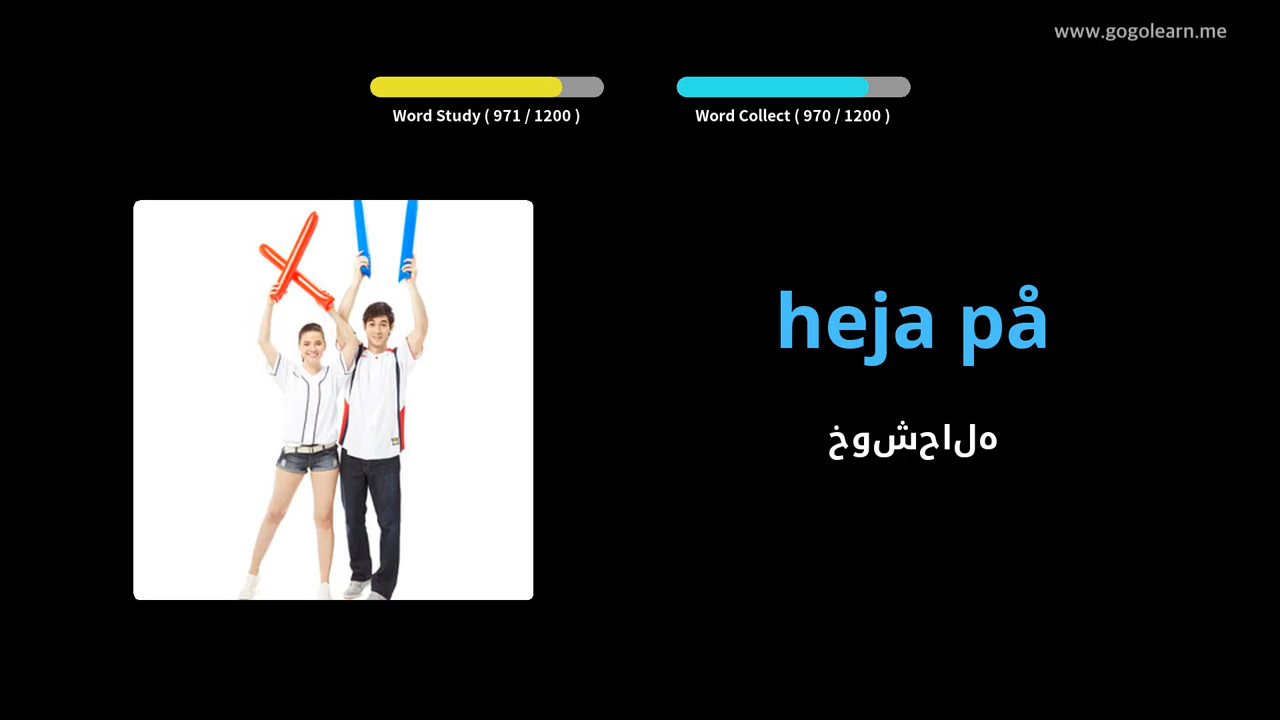 www.gogolearn.me
Word Study ( 971 / 1200 )
Word Collect ( 970 / 1200 )
heja på
خوشحاله